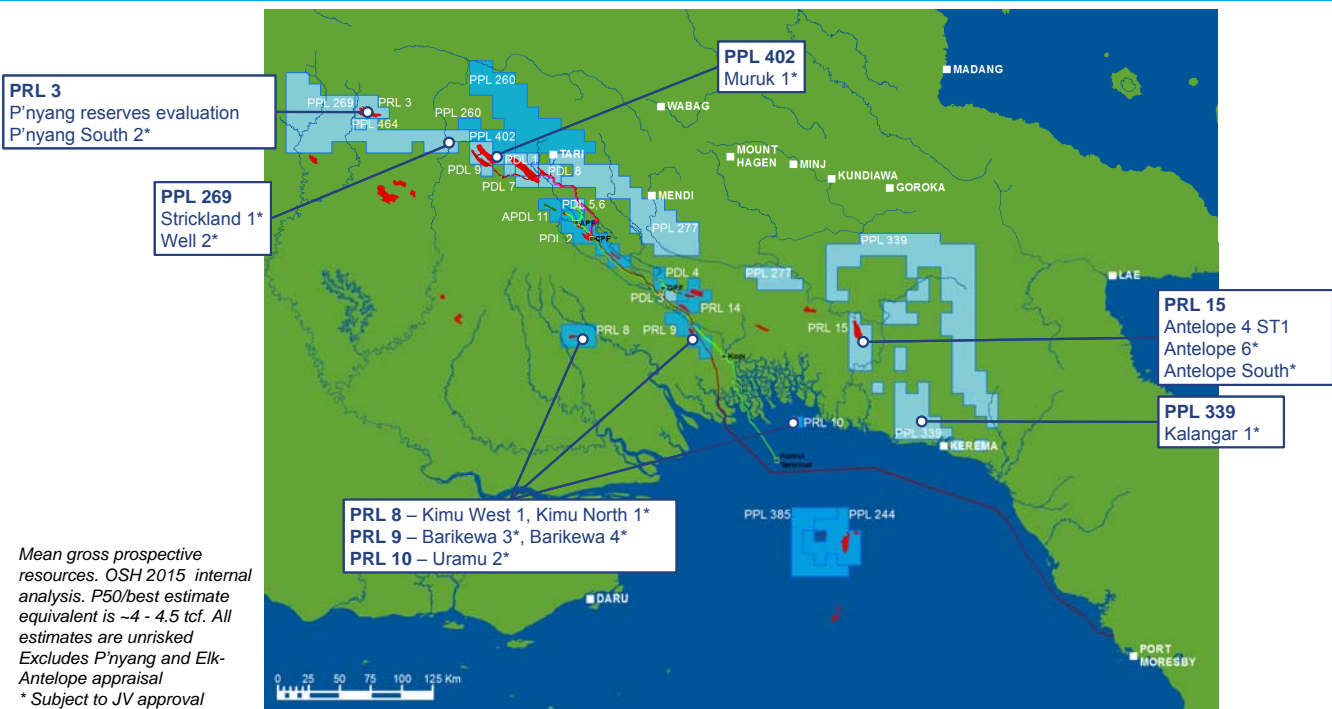 PRL 3
P'nyang reserves evaluation
P'nyang South 2*
PPL 402
Muruk 1*
PPL 269
Strickland 1*
Well 2*
PRL 15
Antelope 4 ST1
Antelope 6*
Antelope South*
PPL 339
Kalangar 1*
PRL 8 – Kimu West 1, Kimu North 1*
PRL 9 – Barikewa 3*, Barikewa 4*
PRL 10 – Uramu 2*
PPL 269
PRL 3
PPL 464
PPL 260
PPL 260
PPL 402
PDL 9
PDL 1
PDL 7
PDL 8
TARI
WABAG
MADANG
MOUNT
HAGEN
MINJ
KUNDIAWA
GOROKA
MENDI
PDL 5,6
APDL 11
APF
PDL 2
CPF
PPL 277
PDL 4
PPL 277
PPL 339
LAE
PDL 3
PRL 14
PRL 8
PRL 9
Kopi
PRL 15
PRL 10
PPL 339
KEREMA
Kumul
Terminal
PPL 385
PPL 244
DARU
PORT
MORESBY
0 25 50 75 100 125 Km
Mean gross prospective
resources. OSH 2015 internal
analysis. P50/best estimate
equivalent is ~4 - 4.5 tcf. All
estimates are unrisked
Excludes P'nyang and Elk-
Antelope appraisal
* Subject to JV approval